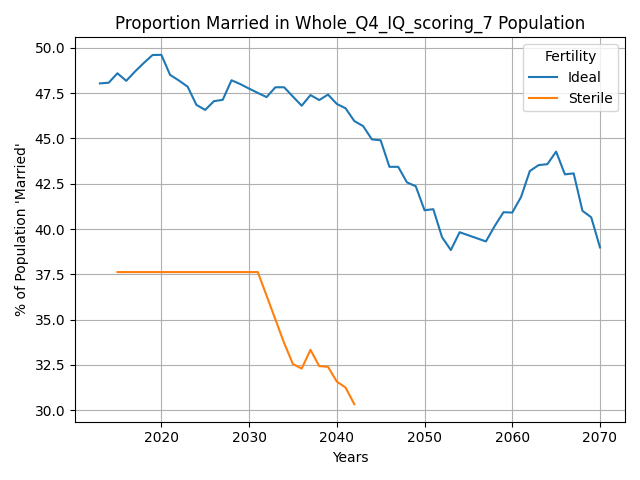 Proportion Married in Whole_Q4_IQ_scoring_7 Population
Fertility
Ideal
Sterile
% of Population 'Married'
50.0
47.5
45.0
42.5
40.0
37.5
35.0
32.5
30.0
2020 2030 2040 2050 2060 2070
Years